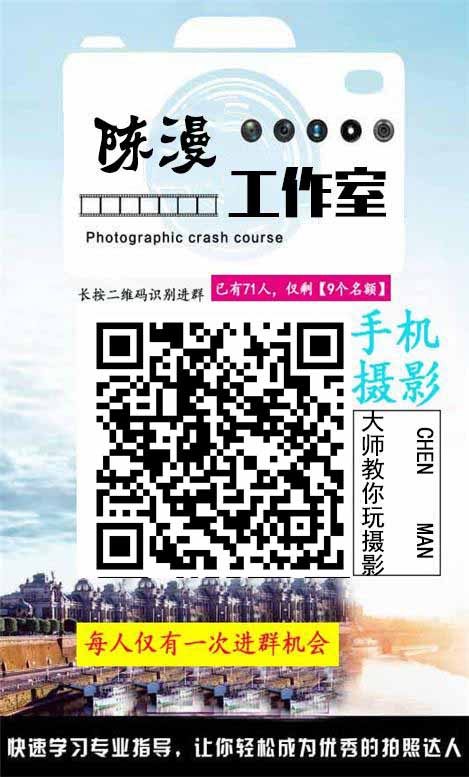 陈漫
工作室
Photographic crash course
长按二维码识别进群
已有71人，仅剩【9个名额】
手机
摄影
大师教你玩摄影
CHEN MAN
每人仅有一次进群机会
快速学习专业指导，让你轻松成为优秀的拍照达人